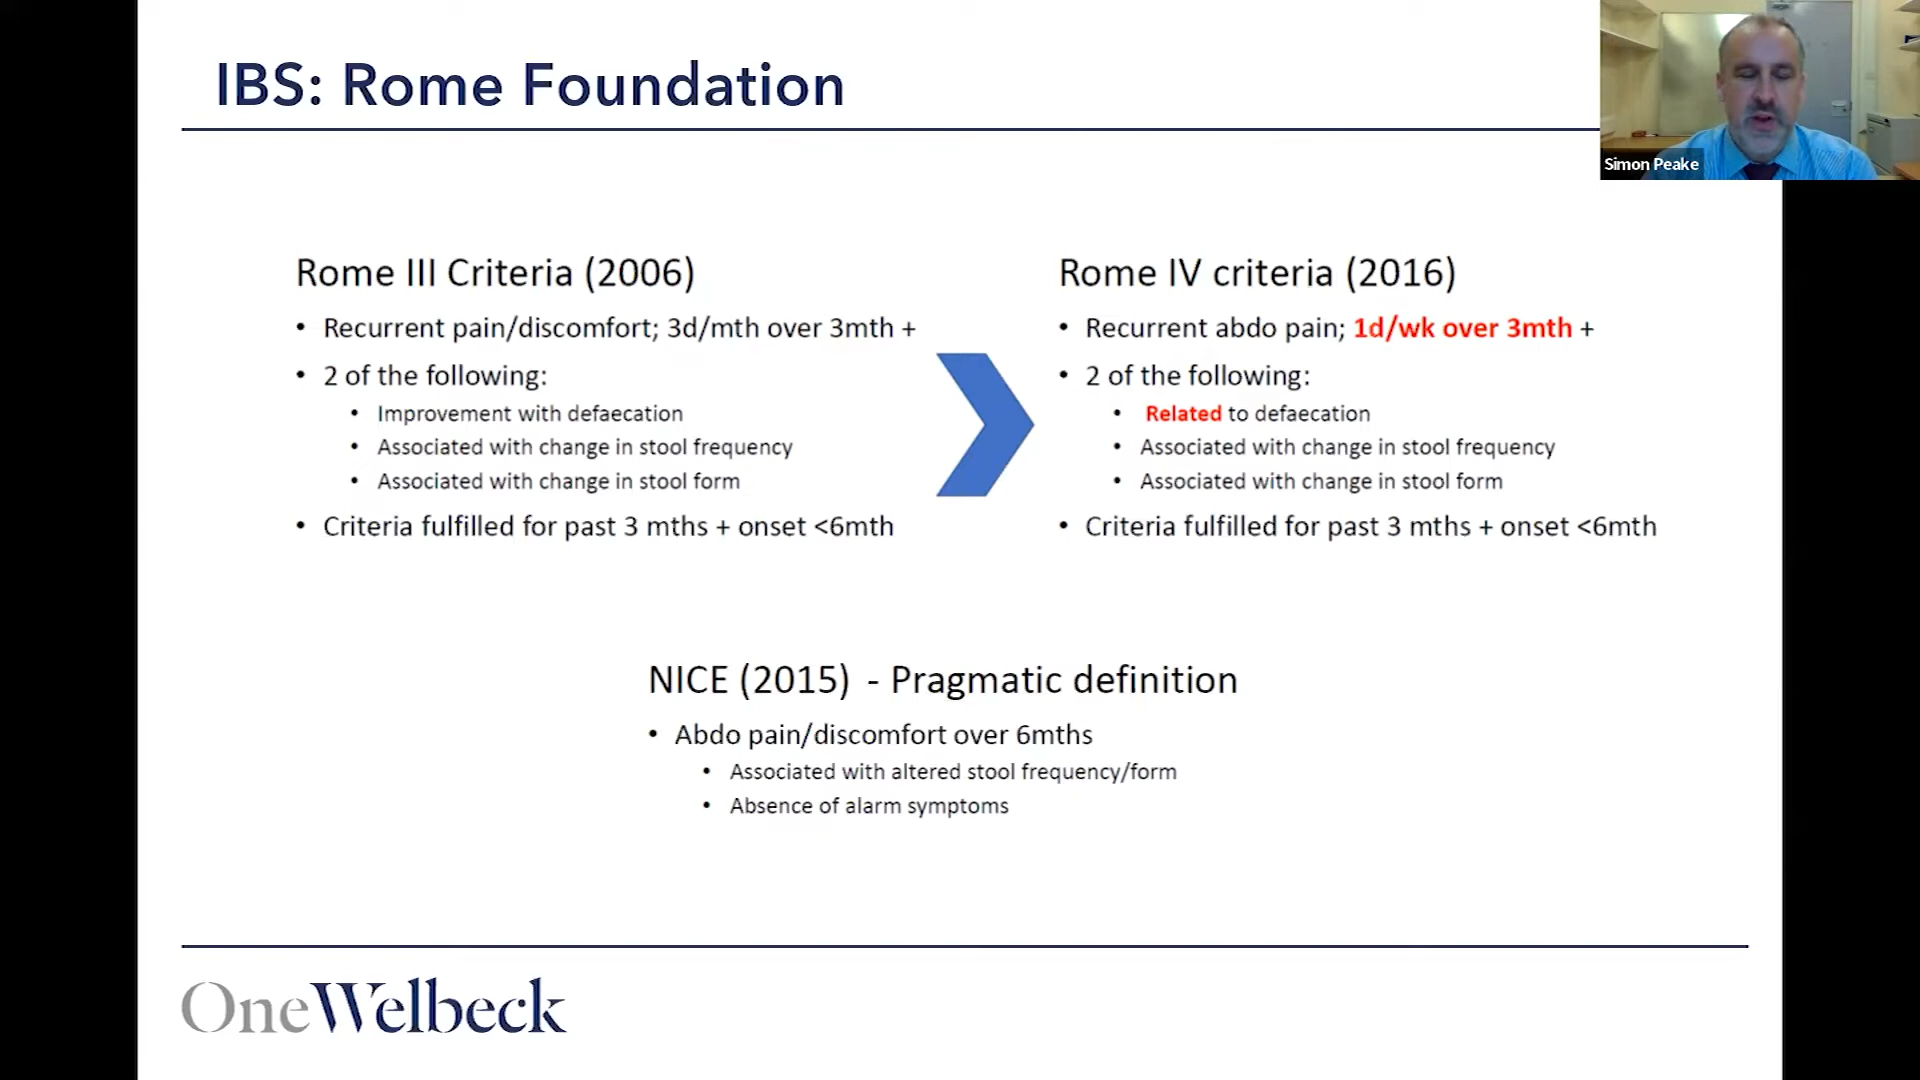 IBS: Rome Foundation
Simon Peake
Rome III Criteria (2006)
• Recurrent pain/discomfort; 3d/mth over 3mth +
• 2 of the following:
• Improvement with defaecation
• Associated with change in stool frequency
• Associated with change in stool form
• Criteria fulfilled for past 3 mths + onset <6mth
Rome IV criteria (2016)
• Recurrent abdo pain; 1d/wk over 3mth +
• 2 of the following:
• Related to defaecation
• Associated with change in stool frequency
• Associated with change in stool form
• Criteria fulfilled for past 3 mths + onset <6mth
NICE (2015) - Pragmatic definition
• Abdo pain/discomfort over 6mths
• Associated with altered stool frequency/form
• Absence of alarm symptoms
OneWelbeck